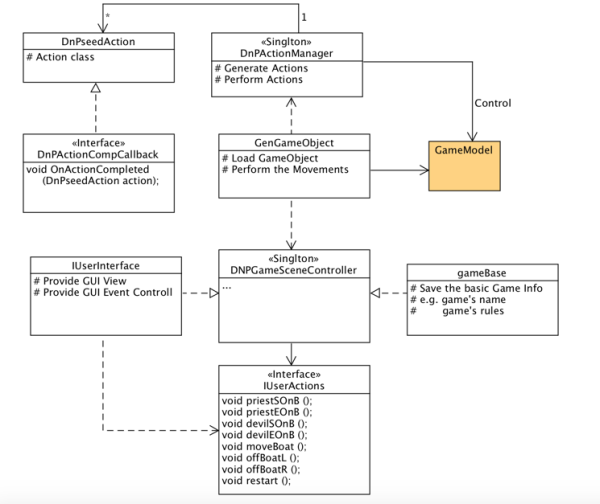 *
1
DnPseedAction
# Action class
«Singlton»
DnPActionManager
# Generate Actions
# Perform Actions
Control
«Interface»
DnPActionCompCallback
void OnActionCompleted
(DnPseedAction action);
GenGameObject
# Load GameObject
# Perform the Movements
GameModel
IUserInterface
# Provide GUI View
# Provide GUI Event Controll
«Singlton»
DNPGameSceneController
...
gameBase
# Save the basic Game Info
# e.g. game's name
# game's rules
«Interface»
IUserActions
void priestSOnB ();
void priestEOnB ();
void devilSOnB ();
void devilEOnB ();
void moveBoat ();
void offBoatL ();
void offBoatR ();
void restart ();